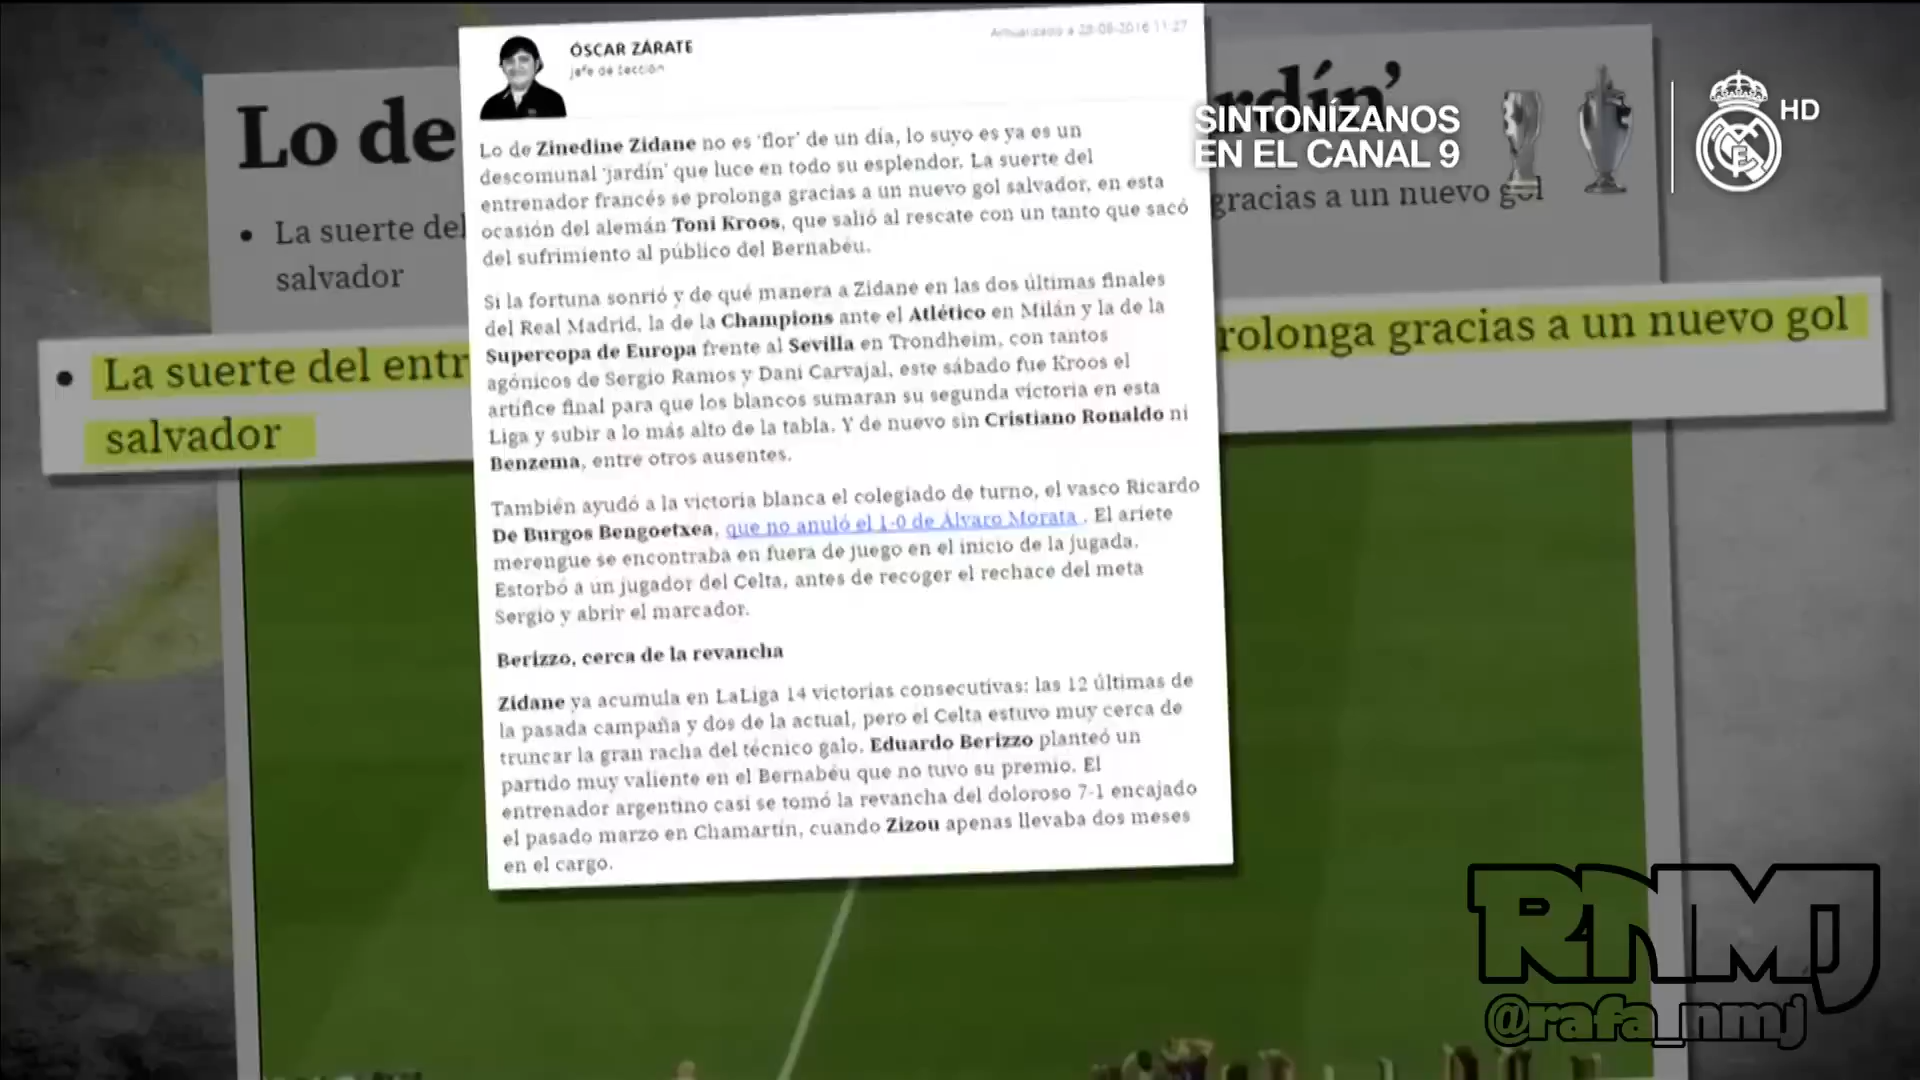 ÓSCAR ZÁRATE
jefe de sección
Actualizado a 28-08-2016 11:27
Lo de
rdín’
SINTONÍZANOS
EN EL CANAL 9
HD
Lo de Zinedine Zidane no es ‘flor’ de un día, lo suyo es ya es un
descomunal ‘jardín’ que luce en todo su esplendor. La suerte del
entrenador francés se prolonga gracias a un nuevo gol salvador, en esta
ocasión del alemán Toni Kroos, que salió al rescate con un tanto que sacó
del sufrimiento al público del Bernabéu.
La suerte del
salvador
gracias a un nuevo gol
Si la fortuna sonrió y de qué manera a Zidane en las dos últimas finales
del Real Madrid, la de la Champions ante el Atlético en Milán y la de la
Supercopa de Europa frente al Sevilla en Trondheim, con tantos
agónicos de Sergio Ramos y Dani Carvajal, este sábado fue Kroos el
artífice final para que los blancos sumaran su segunda victoria en esta
Liga y subir a lo más alto de la tabla. Y de nuevo sin Cristiano Ronaldo ni
Benzema, entre otros ausentes.
La suerte del entr
rolonga gracias a un nuevo gol
salvador
También ayudó a la victoria blanca el colegiado de turno, el vasco Ricardo
De Burgos Bengoetxea, que no anuló el 1-0 de Álvaro Morata . El ariete
merengue se encontraba en fuera de juego en el inicio de la jugada.
Estorbó a un jugador del Celta, antes de recoger el rechace del meta
Sergio y abrir el marcador.
Berizzo, cerca de la revancha
Zidane ya acumula en LaLiga 14 victorias consecutivas: las 12 últimas de
la pasada campaña y dos de la actual, pero el Celta estuvo muy cerca de
truncar la gran racha del técnico galo. Eduardo Berizzo planteó un
partido muy valiente en el Bernabéu que no tuvo su premio. El
entrenador argentino casi se tomó la revancha del doloroso 7-1 encajado
el pasado marzo en Chamartín, cuando Zizou apenas llevaba dos meses
en el cargo.
RNMJ
@rafa_nmj